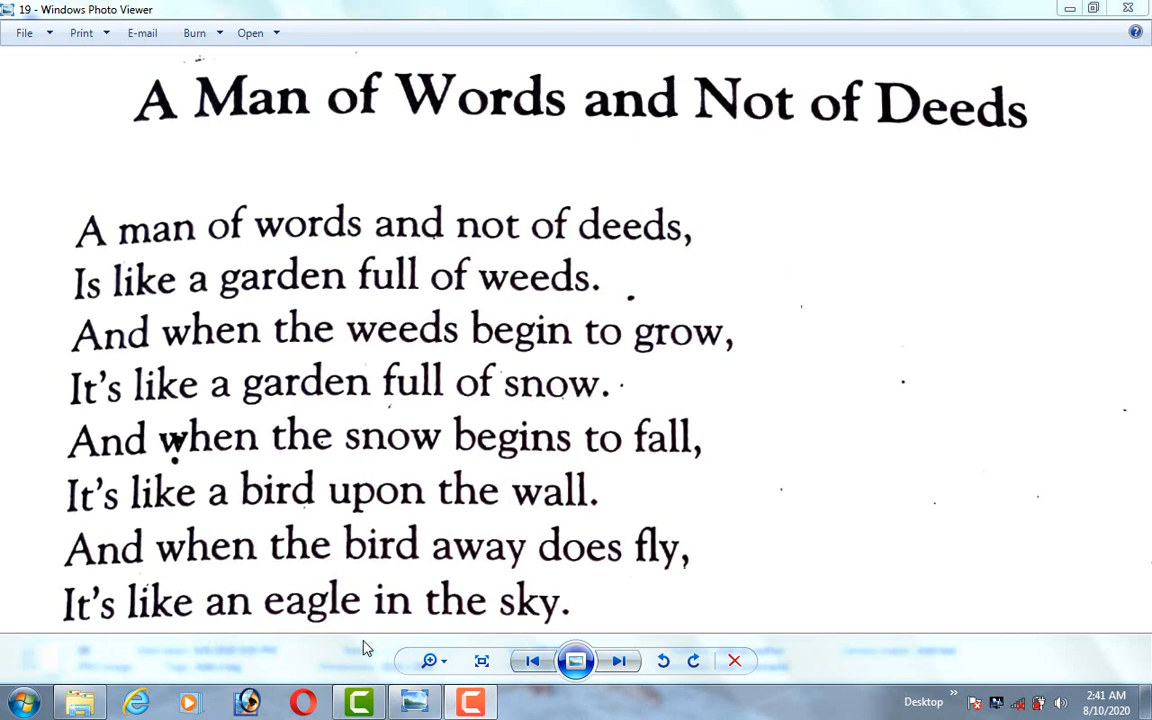 19 - Windows Photo Viewer
File Print E-mail Burn Open
A Man of Words and Not of Deeds
A man of words and not of deeds,
Is like a garden full of weeds.
And when the weeds begin to grow,
It's like a garden full of snow.
And when the snow begins to fall,
It's like a bird upon the wall.
And when the bird away does fly,
It's like an eagle in the sky.
Desktop
2:41 AM
8/10/2020